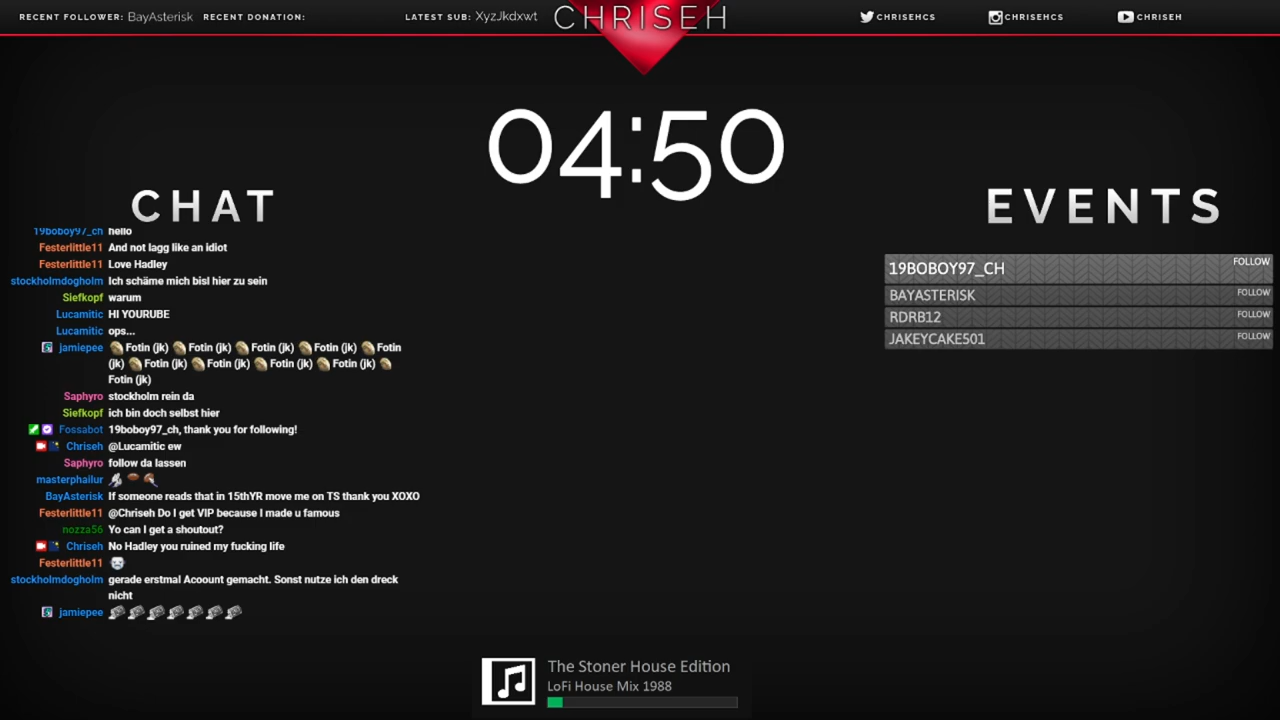 RECENT FOLLOWER: BayAsterisk RECENT DONATION: LATEST SUB: XyzJkdxwt CHRISEH CHRISEHCS CHRISEHCS CHRISEH
04:50
CHAT
19boboy97_ch hello
Festerlittle11 And not lagg like an idiot
Festerlittle11 Love Hadley
stockholmdogholm Ich schäme mich bisl hier zu sein
Siefkopf warum
Lucamitic HI YOURUBE
Lucamitic ops...
jamiepee Fotin (jk) Fotin (jk) Fotin (jk) Fotin (jk) Fotin
(jk) Fotin (jk) Fotin (jk) Fotin (jk) Fotin (jk)
Fotin (jk)
Saphyro stockholm rein da
Siefkopf ich bin doch selbst hier
Fossabot 19boboy97_ch, thank you for following!
Chriseh @Lucamitic ew
Saphyro follow da lassen
masterphailur
BayAsterisk If someone reads that in 15thYR move me on TS thank you XOXO
Festerlittle11 @Chriseh Do I get VIP because I made u famous
nozza56 Yo can I get a shoutout?
Chriseh No Hadley you ruined my fucking life
Festerlittle11
stockholmdogholm gerade erstmal Acoount gemacht. Sonst nutze ich den dreck
nicht
jamiepee
EVENTS
19BOBOY97_CH FOLLOW
BAYASTERISK FOLLOW
RDRB12 FOLLOW
JAKEYCAKE501 FOLLOW
The Stoner House Edition
LoFi House Mix 1988